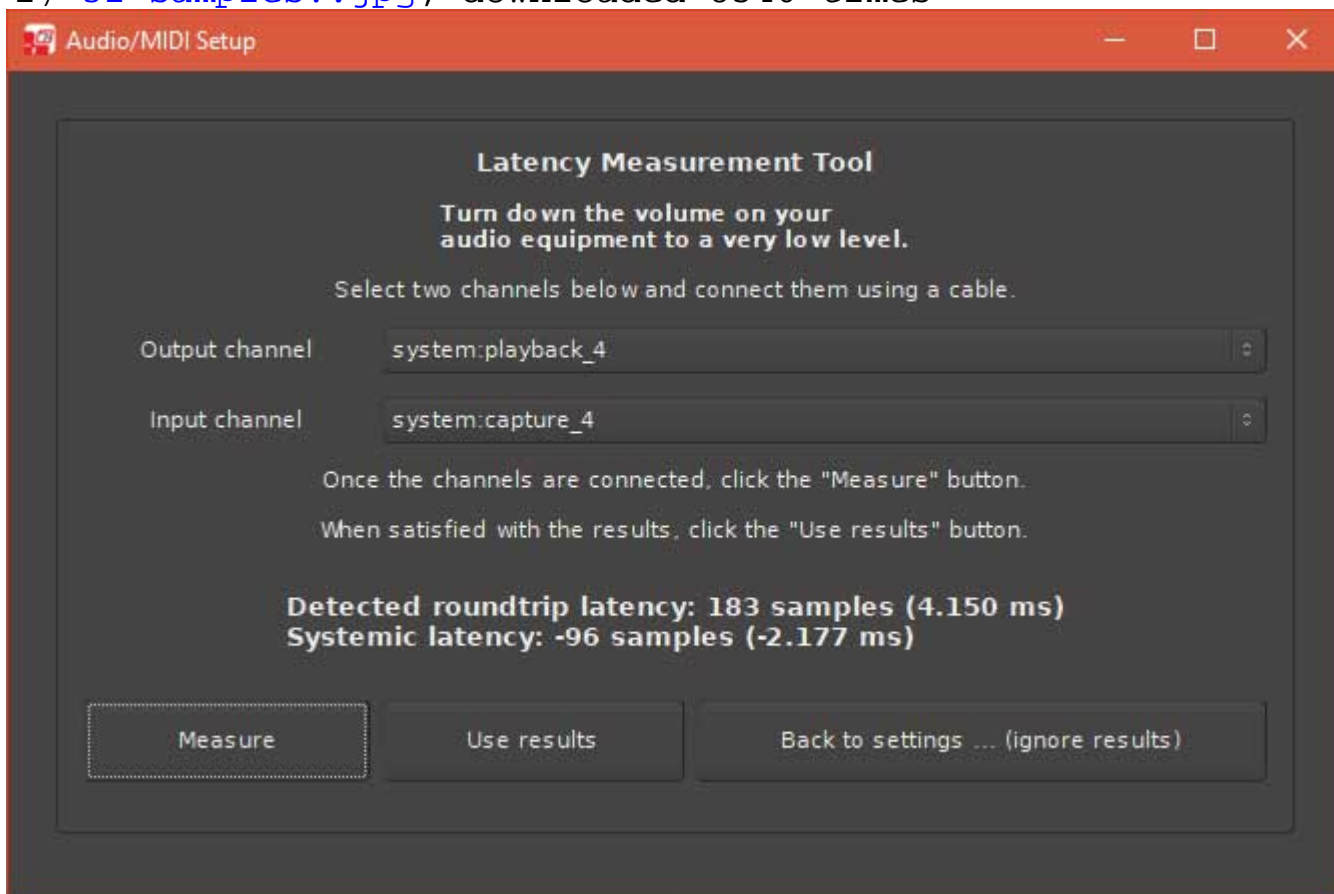 Audio/MIDI Setup
Latency Measurement Tool
Turn down the volume on your
audio equipment to a very low level.
Select two channels below and connect them using a cable.
Output channel system:playback_4
Input channel system:capture_4
Once the channels are connected, click the "Measure" button.
When satisfied with the results, click the "Use results" button.
Detected roundtrip latency: 183 samples (4.150 ms)
Systemic latency: -96 samples (-2.177 ms)
Measure Use results Back to settings ... (ignore results)